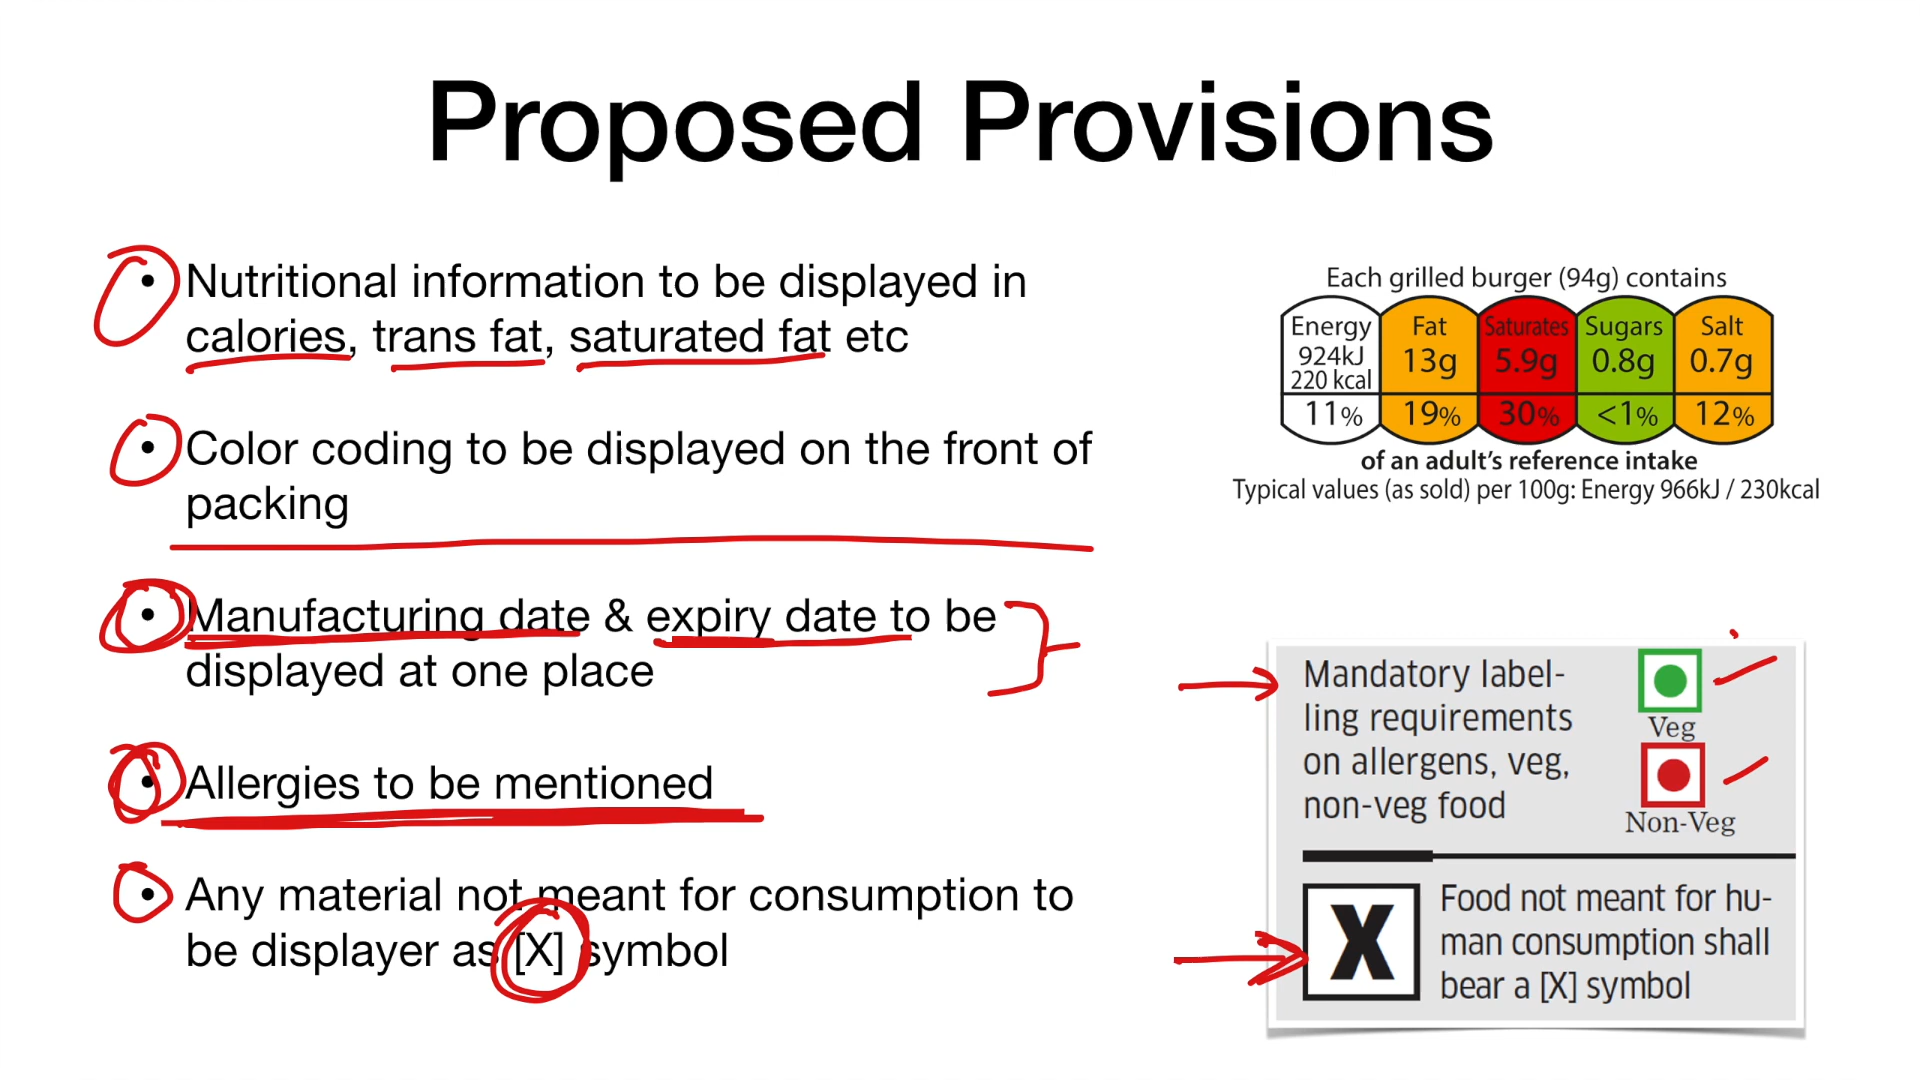 Proposed Provisions
• Nutritional information to be displayed in
calories, trans fat, saturated fat etc
• Color coding to be displayed on the front of
packing
• Manufacturing date & expiry date to be
displayed at one place
• Allergies to be mentioned
• Any material not meant for consumption to
be displayer as [X] symbol
Each grilled burger (94g) contains
Energy Fat Saturates Sugars Salt
924kJ 13g 5.9g 0.8g 0.7g
220 kcal
11% 19% 30% <1% 12%
of an adult's reference intake
Typical values (as sold) per 100g: Energy 966kJ / 230kcal
Mandatory label-
ling requirements
on allergens, veg,
non-veg food
Veg
Non-Veg
X
Food not meant for hu-
man consumption shall
bear a [X] symbol